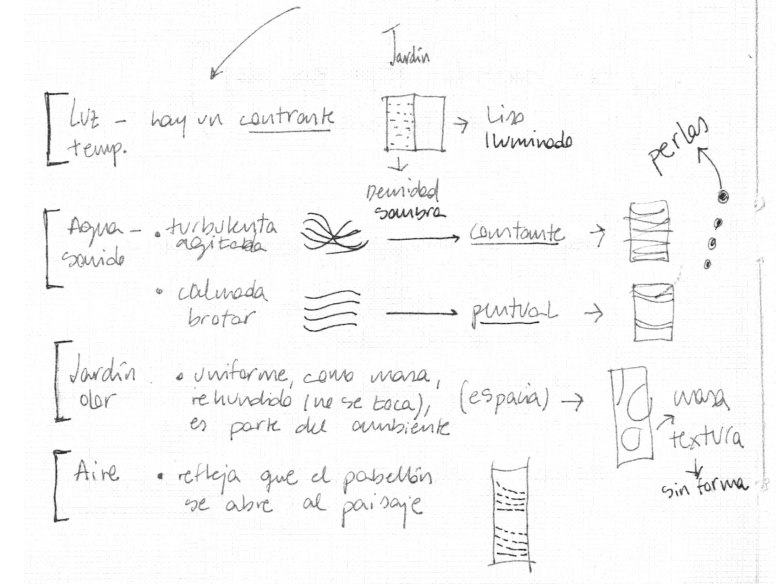 Jardín
Luz - hay un contraste
temp.
→ Liso
Iluminado
Densidad
sombra
perlas
Agua - • turbulenta
sonido agitada
→ constante →
• calmada
brotar
→ puntual →
Jardín • uniforme, como masa,
olor rehundido (no se toca), (espacia) →
es parte del ambiente
masa
textura
sin forma
Aire • refleja que el pabellón
se abre al paisaje